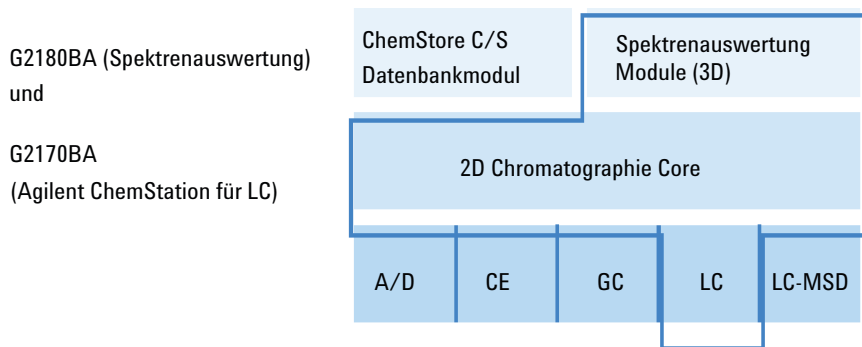 G2180BA (Spektrenauswertung)
und
G2170BA
(Agilent ChemStation für LC)
ChemStore C/S
Datenbankmodul
Spektrenauswertung
Module (3D)
2D Chromatographie Core
A/D
CE
GC
LC
LC-MSD